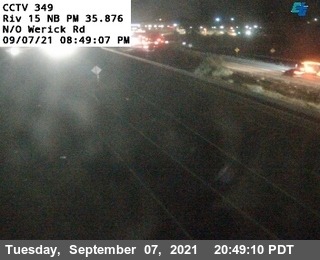 CCTV 349
Riv 15 NB PM 35.876
N/O Werick Rd
09/07/21 08:49:07 PM
Tuesday, September 07, 2021 20:49:10 PDT